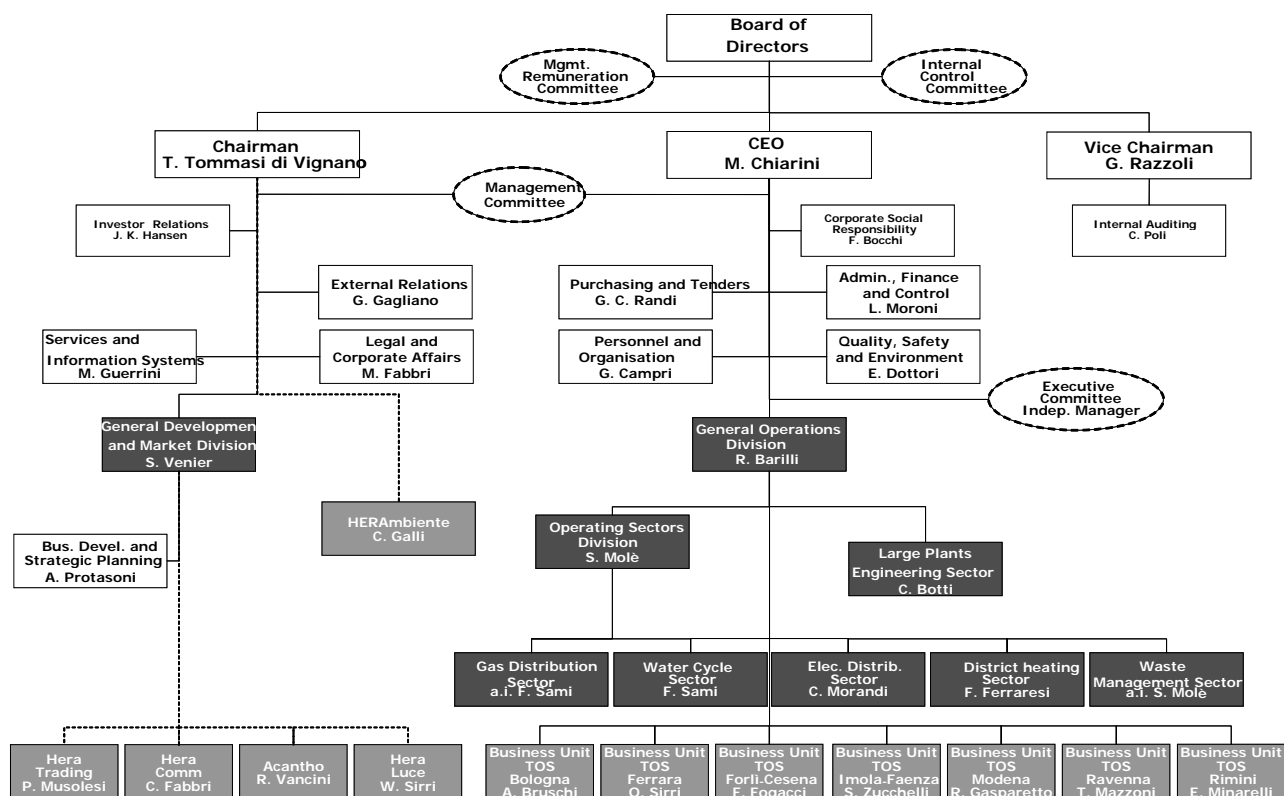 Board of
Directors
Mgmt.
Remuneration
Committee
Internal
Control
Committee
Chairman
T. Tommasi di Vignano
CEO
M. Chiarini
Vice Chairman
G. Razzoli
Management
Committee
Investor Relations
J. K. Hansen
Corporate Social
Responsibility
F. Bocchi
Internal Auditing
C. Poli
External Relations
G. Gagliano
Purchasing and Tenders
G. C. Randi
Admin., Finance
and Control
L. Moroni
Services and
Information Systems
M. Guerrini
Legal and
Corporate Affairs
M. Fabbri
Personnel and
Organisation
G. Campri
Quality, Safety
and Environment
E. Dottori
Executive
Committee
Indep. Manager
General Developmen
and Market Division
S. Venier
General Operations
Division
R. Barilli
HERAmbiente
C. Galli
Operating Sectors
Division
S. Molè
Large Plants
Engineering Sector
C. Botti
Bus. Devel. and
Strategic Planning
A. Protasoni
Gas Distribution
Sector
a.i. F. Sami
Water Cycle
Sector
F. Sami
Elec. Distrib.
Sector
C. Morandi
District heating
Sector
F. Ferraresi
Waste
Management Sector
a.i. S. Molè
Hera
Trading
P. Musolesi
Hera
Comm
C. Fabbri
Acantho
R. Vancini
Hera
Luce
W. Sirri
Business Unit
TOS
Bologna
A. Bruschi
Business Unit
TOS
Ferrara
O. Sirri
Business Unit
TOS
Forlì-Cesena
F. Fogacci
Business Unit
TOS
Imola-Faenza
S. Zucchelli
Business Unit
TOS
Modena
R. Gasparetto
Business Unit
TOS
Ravenna
T. Mazzoni
Business Unit
TOS
Rimini
E. Minarelli